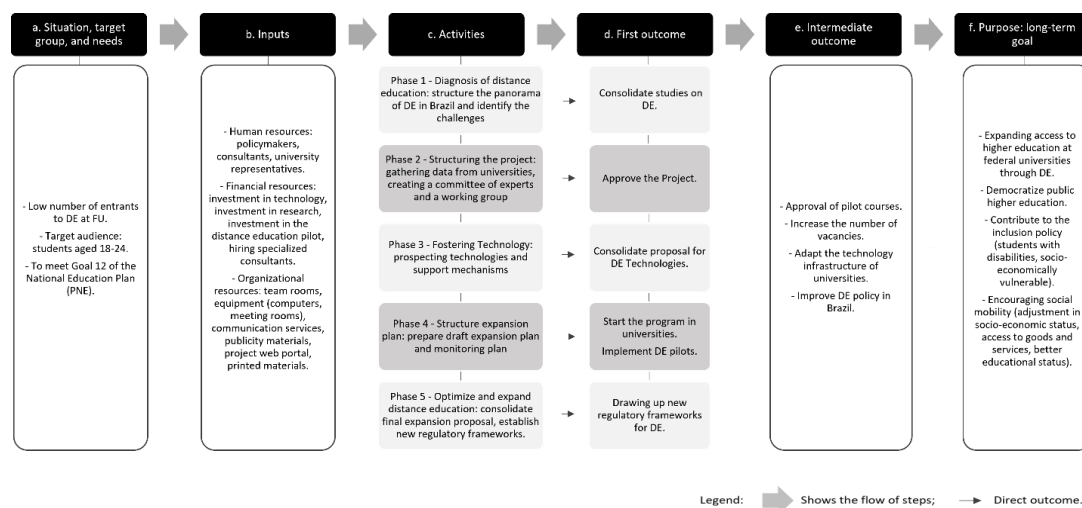 a. Situation, target
group, and needs
b. Inputs
c. Activities
d. First outcome
e. Intermediate
outcome
f. Purpose: long-term
goal
- Low number of entrants
to DE at FU.
- Target audience:
students aged 18-24.
- To meet Goal 12 of the
National Education Plan
(PNE).
- Human resources:
policymakers,
consultants, university
representatives.
- Financial resources:
investment in technology,
investment in research,
investment in the
distance education pilot,
hiring specialized
consultants.
- Organizational
resources: team rooms,
equipment (computers,
meeting rooms),
communication services,
publicity materials,
project web portal,
printed materials.
Phase 1 - Diagnosis of distance
education: structure the panorama
of DE in Brazil and identify the
challenges
Phase 2 - Structuring the project:
gathering data from universities,
creating a committee of experts
and a working group
Phase 3 - Fostering Technology:
prospecting technologies and
support mechanisms
Phase 4 - Structure expansion
plan: prepare draft expansion plan
and monitoring plan
Phase 5 - Optimize and expand
distance education: consolidate
final expansion proposal, establish
new regulatory frameworks.
Consolidate studies on
DE.
Approve the Project.
Consolidate proposal for
DE Technologies.
Start the program in
universities.
Implement DE pilots.
Drawing up new
regulatory frameworks
for DE.
- Approval of pilot courses.
- Increase the number of
vacancies.
- Adapt the technology
infrastructure of
universities.
- Improve DE policy in
Brazil.
- Expanding access to
higher education at
federal universities
through DE.
- Democratize public
higher education.
- Contribute to the
inclusion policy
(students with
disabilities, socio-
economically
vulnerable).
- Encouraging social
mobility (adjustment in
socio-economic status,
access to goods and
services, better
educational status).
Legend: Shows the flow of steps; Direct outcome.